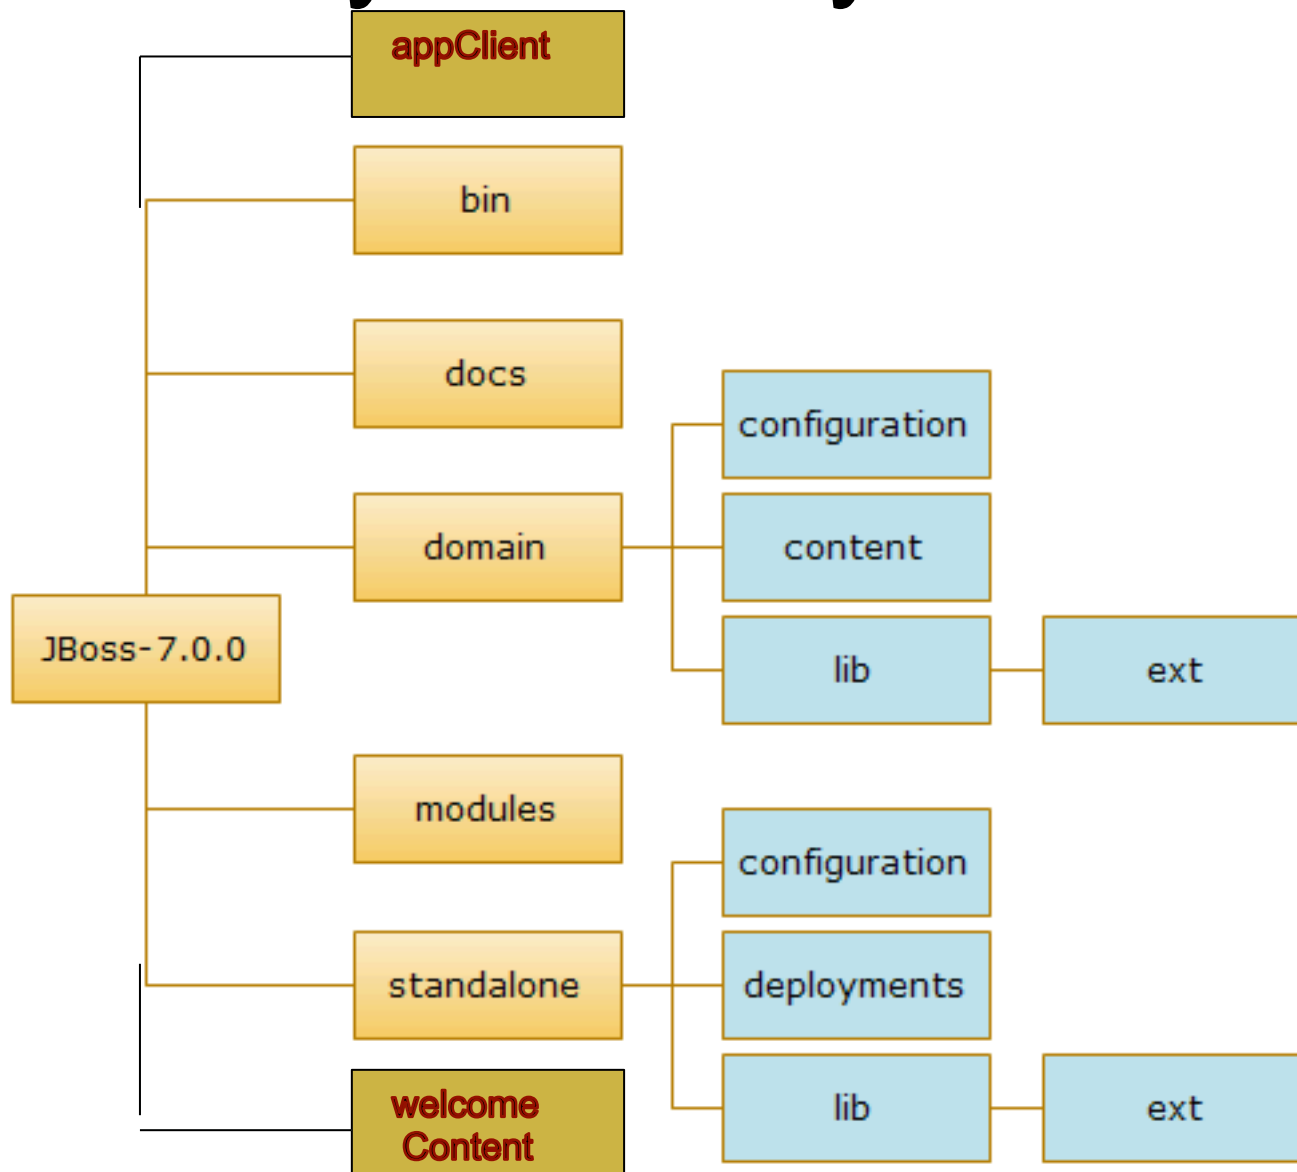 appClient
bin
docs
configuration
domain
content
JBoss-7.0.0
lib
ext
modules
configuration
standalone
deployments
welcome
Content
lib
ext